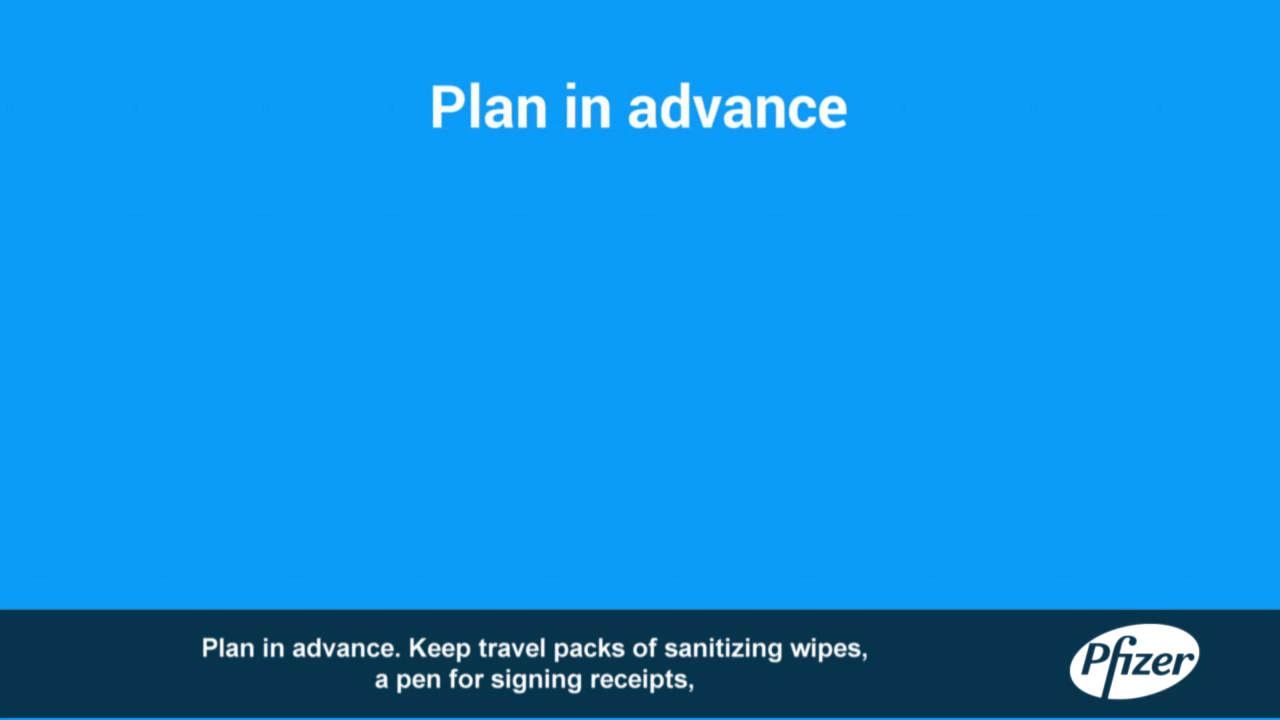 Plan in advance
Plan in advance. Keep travel packs of sanitizing wipes,
a pen for signing receipts,
Pfizer